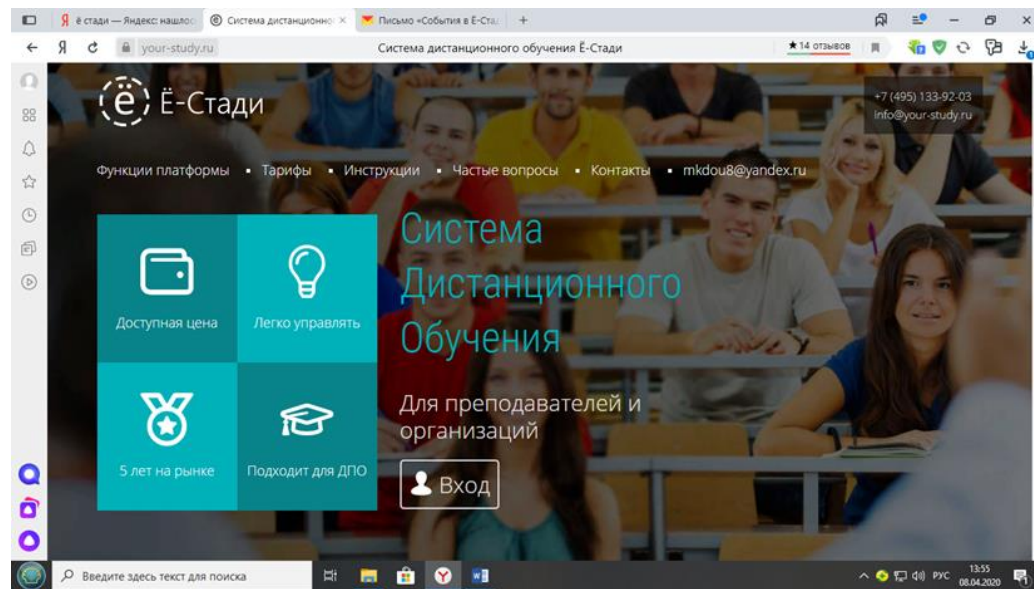 ё стади — Яндекс: нашлос
Система дистанционно
Письмо «События в Ё-Ста
your-study.ru
Система дистанционного обучения Ё-Стади
★ 14 отзывов
ё Ё-Стади
+7 (495) 133-92-03
info@your-study.ru
Функции платформы ▪ Тарифы ▪ Инструкции ▪ Частые вопросы ▪ Контакты ▪ mkdou8@yandex.ru
Система
Дистанционного
Обучения
Доступная цена
Легко управлять
Для преподавателей и
организаций
5 лет на рынке
Подходит для ДПО
Вход
Введите здесь текст для поиска
РУС
13:55
08.04.2020